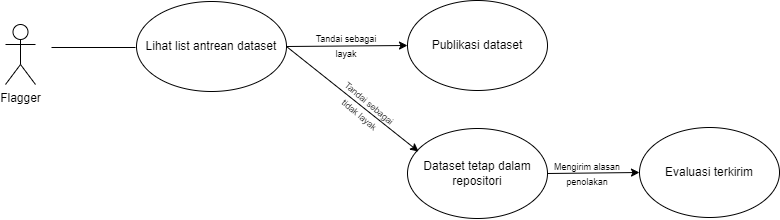 Flagger
Lihat list antrean dataset
Tandai sebagai
layak
Publikasi dataset
Tandai sebagai
tidak layak
Dataset tetap dalam
repositori
Mengirim alasan
penolakan
Evaluasi terkirim